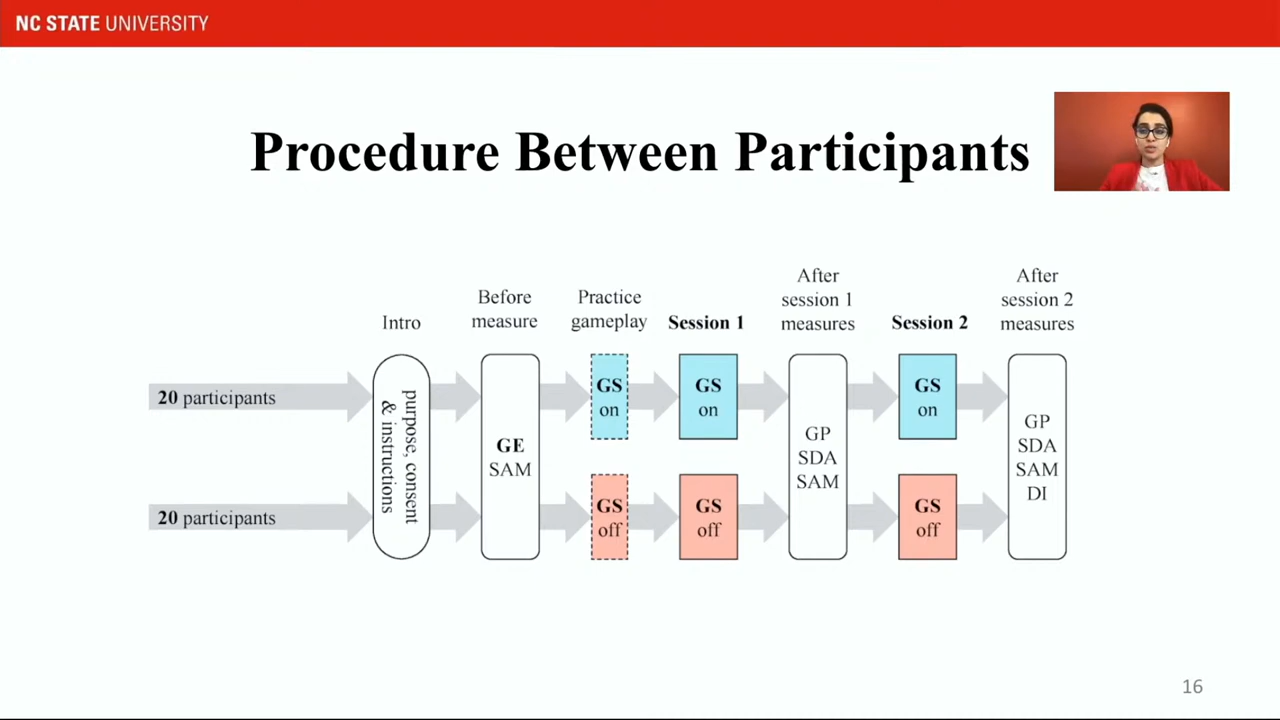 NC STATE UNIVERSITY
Procedure Between Participants
Intro
Before
measure
Practice
gameplay
Session 1
After
session 1
measures
Session 2
After
session 2
measures
20 participants
20 participants
purpose, consent
& instructions
GE
SAM
GS
on
GS
off
GS
on
GS
off
GP
SDA
SAM
GS
on
GS
off
GP
SDA
SAM
DI
16